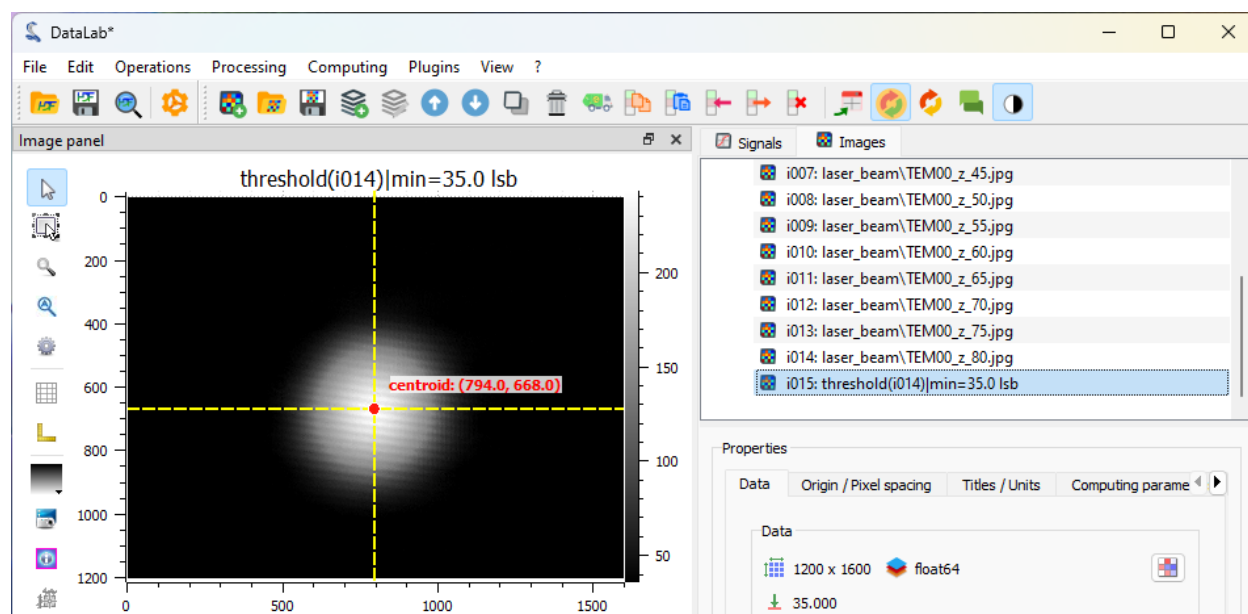 DataLab*
File Edit Operations Processing Computing Plugins View ?
Image panel
Signals Images
threshold(i014)|min=35.0 lsb
0
200
400
600
800
1000
1200
0 500 1000 1500
centroid: (794.0, 668.0)
200
150
100
50
i007: laser_beam\TEM00_z_45.jpg
i008: laser_beam\TEM00_z_50.jpg
i009: laser_beam\TEM00_z_55.jpg
i010: laser_beam\TEM00_z_60.jpg
i011: laser_beam\TEM00_z_65.jpg
i012: laser_beam\TEM00_z_70.jpg
i013: laser_beam\TEM00_z_75.jpg
i014: laser_beam\TEM00_z_80.jpg
i015: threshold(i014)|min=35.0 lsb
Properties
Data Origin / Pixel spacing Titles / Units Computing parame
Data
1200 x 1600 float64
35.000